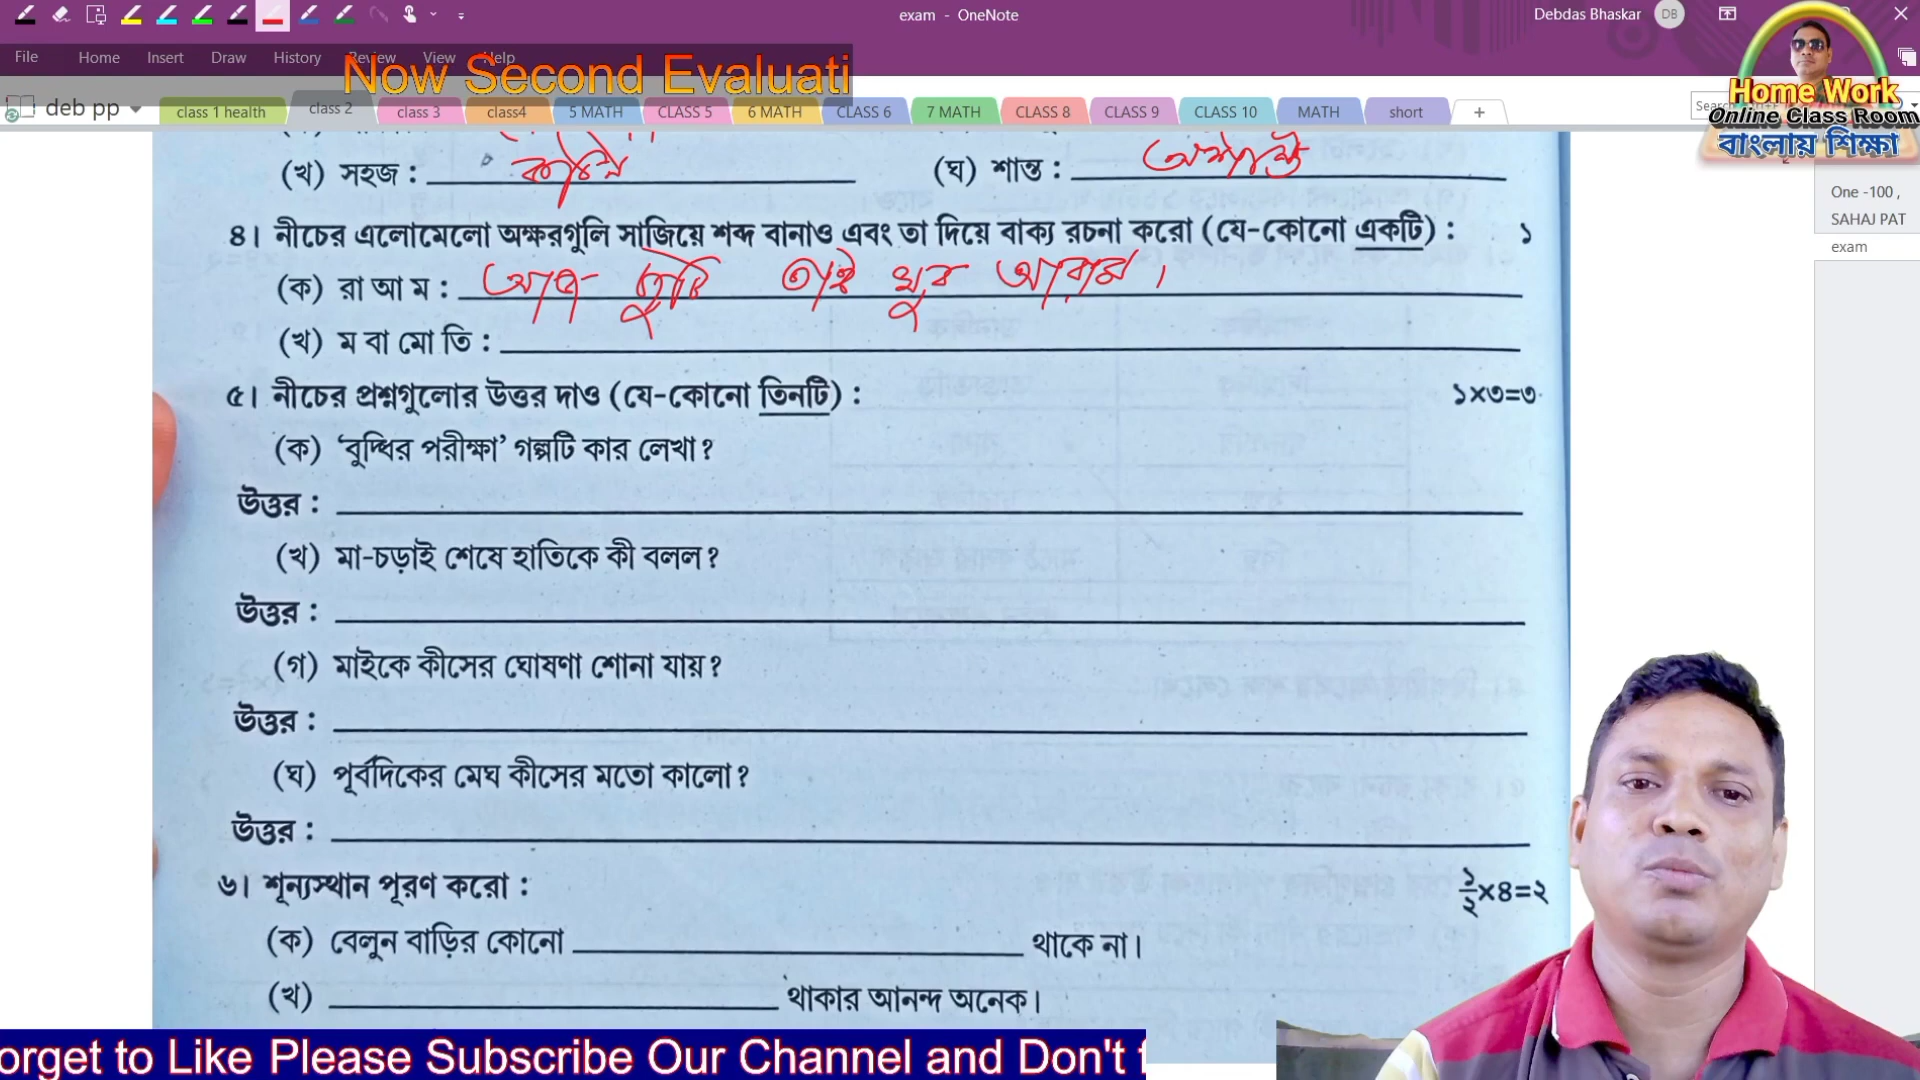 exam - OneNote
Debdas Bhaskar DB
File Home Insert Draw History Review View Help
Now Second Evaluati
Home Work
Online Class Room
বাংলায় শিক্ষা
deb pp
class 1 health class 2 class 3 class4 5 MATH CLASS 5 6 MATH CLASS 6 7 MATH CLASS 8 CLASS 9 CLASS 10 MATH short +
One -100 ,
SAHAJ PAT
exam
(খ) সহজ : কঠিন (ঘ) শান্ত : অশান্ত
৪। নীচের এলোমেলো অক্ষরগুলি সাজিয়ে শব্দ বানাও এবং তা দিয়ে বাক্য রচনা করো (যে-কোনো একটি) : ১
(ক) রা আ ম : আজ ছুটি তাই খুব আরাম।
(খ) ম বা মো তি :
৫। নীচের প্রশ্নগুলোর উত্তর দাও (যে-কোনো তিনটি) : ১×৩=৩
(ক) ‘বুদ্ধির পরীক্ষা’ গল্পটি কার লেখা?
উত্তর :
(খ) মা-চড়াই শেষে হাতিকে কী বলল?
উত্তর :
(গ) মাইকে কীসের ঘোষণা শোনা যায়?
উত্তর :
(ঘ) পূর্বদিকের মেঘ কীসের মতো কালো?
উত্তর :
৬। শূন্যস্থান পূরণ করো : ১/২×৪=২
(ক) বেলুন বাড়ির কোনো থাকে না।
(খ) থাকার আনন্দ অনেক।
orget to Like Please Subscribe Our Channel and Don't f